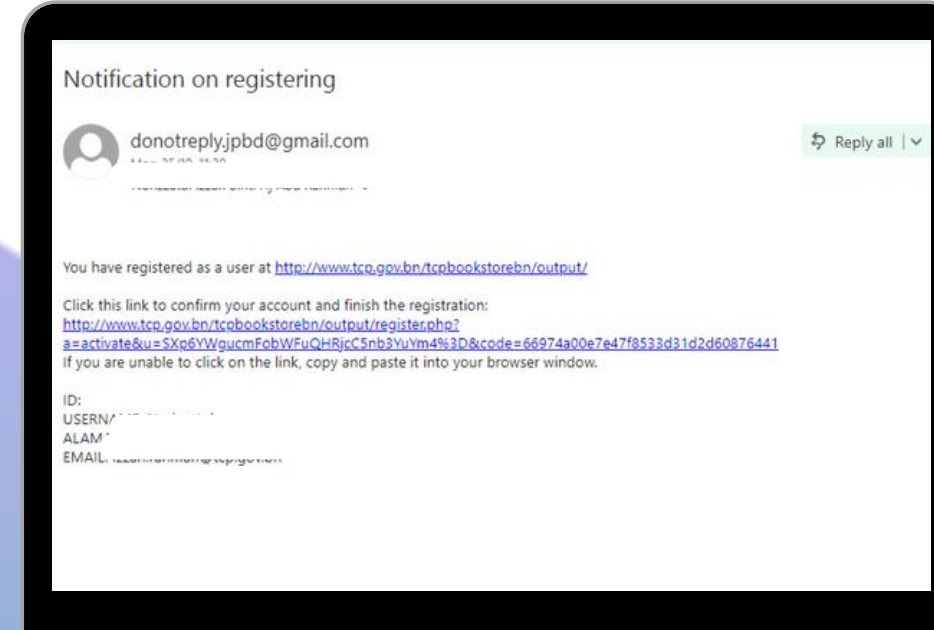 Notification on registering
donotreply.jpbd@gmail.com
Reply all
You have registered as a user at http://www.tcp.gov.bn/tcpbookstorebn/output/
Click this link to confirm your account and finish the registration:
http://www.tcp.gov.bn/tcpbookstorebn/output/register.php?
a=activate&u=SXp6YWgucmFobWFuQHRjcC5nb3YuYm4%3D&code=66974a00e7e47f8533d31d2d60876441
If you are unable to click on the link, copy and paste it into your browser window.
ID:
EMAIL: